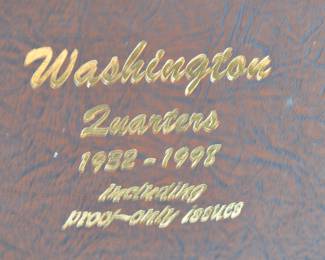 Washington
Quarters
1932-1998
including
proof-only issues